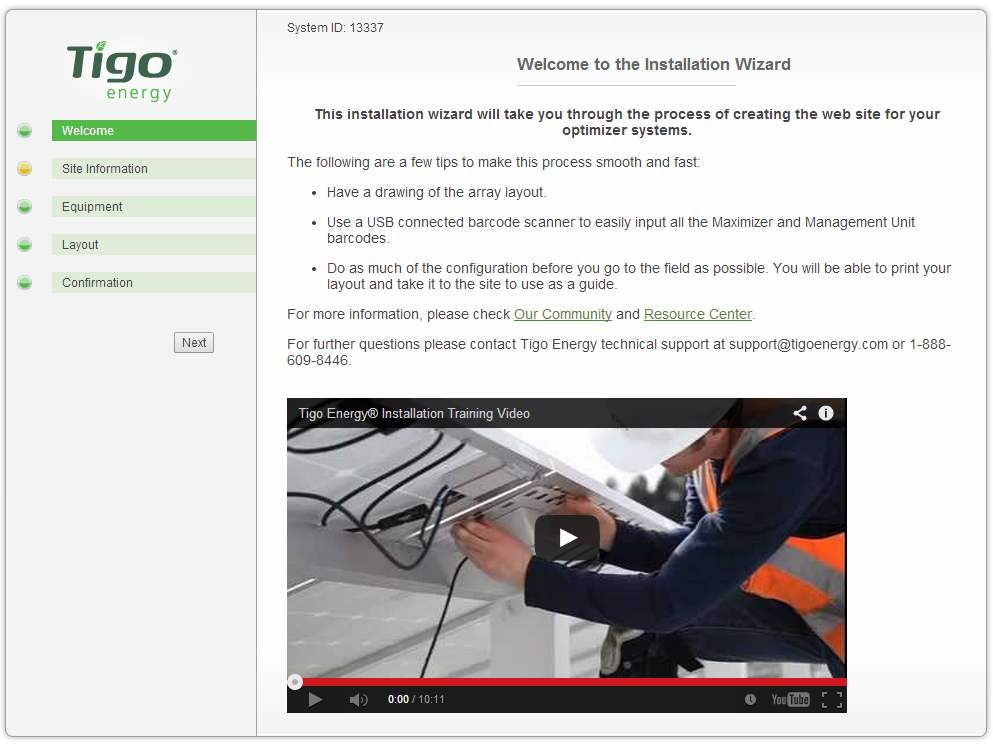 Tigo®
energy
Welcome
Site Information
Equipment
Layout
Confirmation
Next
System ID: 13337
Welcome to the Installation Wizard
This installation wizard will take you through the process of creating the web site for your
optimizer systems.
The following are a few tips to make this process smooth and fast:
• Have a drawing of the array layout.
• Use a USB connected barcode scanner to easily input all the Maximizer and Management Unit
barcodes.
• Do as much of the configuration before you go to the field as possible. You will be able to print your
layout and take it to the site to use as a guide.
For more information, please check Our Community and Resource Center.
For further questions please contact Tigo Energy technical support at support@tigoenergy.com or 1-888-
609-8446.
Tigo Energy® Installation Training Video
0:00 / 10:11
YouTube